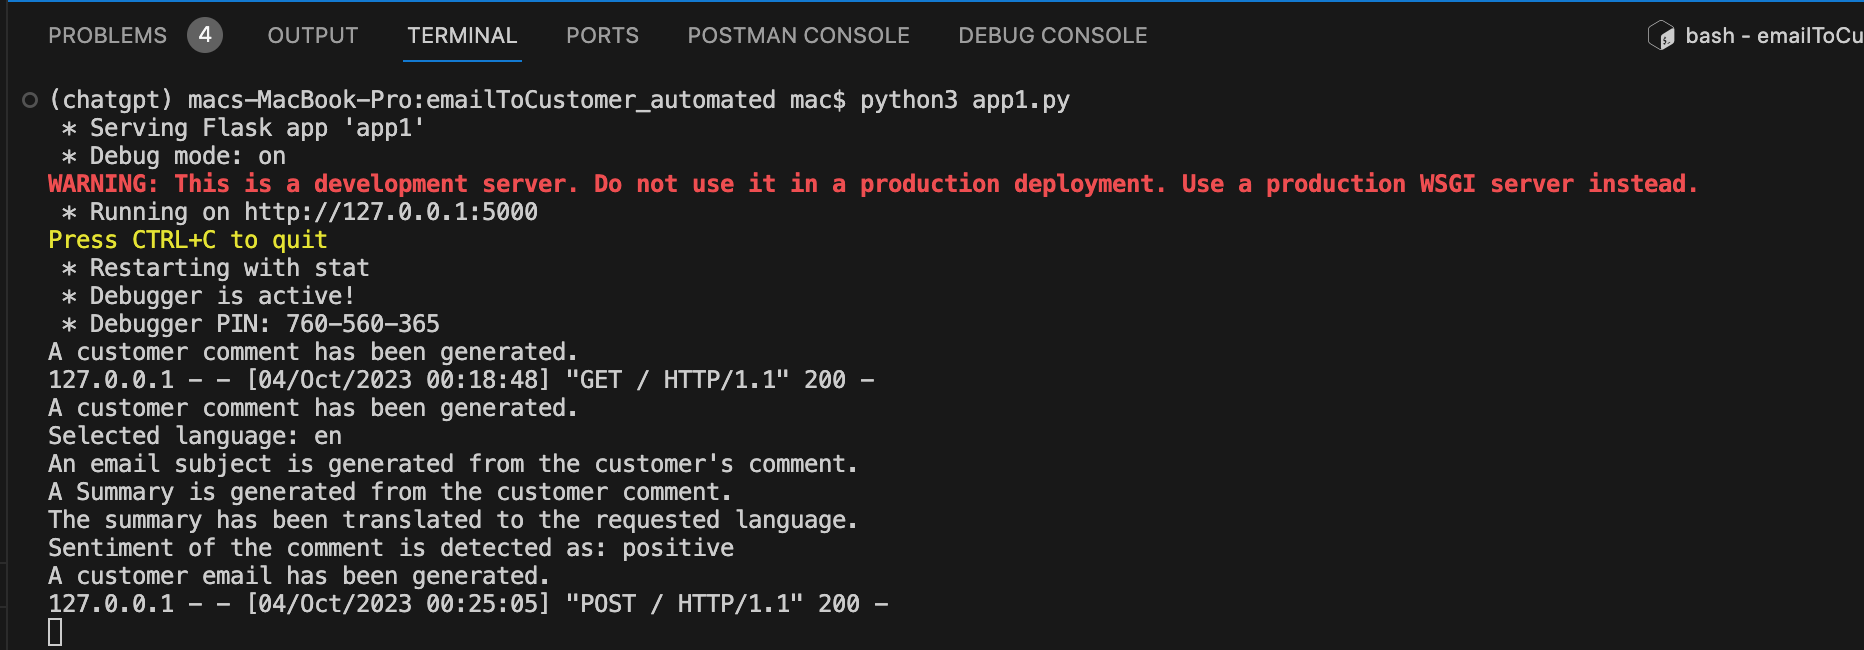 PROBLEMS 4 OUTPUT TERMINAL PORTS POSTMAN CONSOLE DEBUG CONSOLE bash - emailToCu
(chatgpt) macs-MacBook-Pro:emailToCustomer_automated mac$ python3 app1.py
* Serving Flask app 'app1'
* Debug mode: on
WARNING: This is a development server. Do not use it in a production deployment. Use a production WSGI server instead.
* Running on http://127.0.0.1:5000
Press CTRL+C to quit
* Restarting with stat
* Debugger is active!
* Debugger PIN: 760-560-365
A customer comment has been generated.
127.0.0.1 - - [04/Oct/2023 00:18:48] "GET / HTTP/1.1" 200 -
A customer comment has been generated.
Selected language: en
An email subject is generated from the customer's comment.
A Summary is generated from the customer comment.
The summary has been translated to the requested language.
Sentiment of the comment is detected as: positive
A customer email has been generated.
127.0.0.1 - - [04/Oct/2023 00:25:05] "POST / HTTP/1.1" 200 -